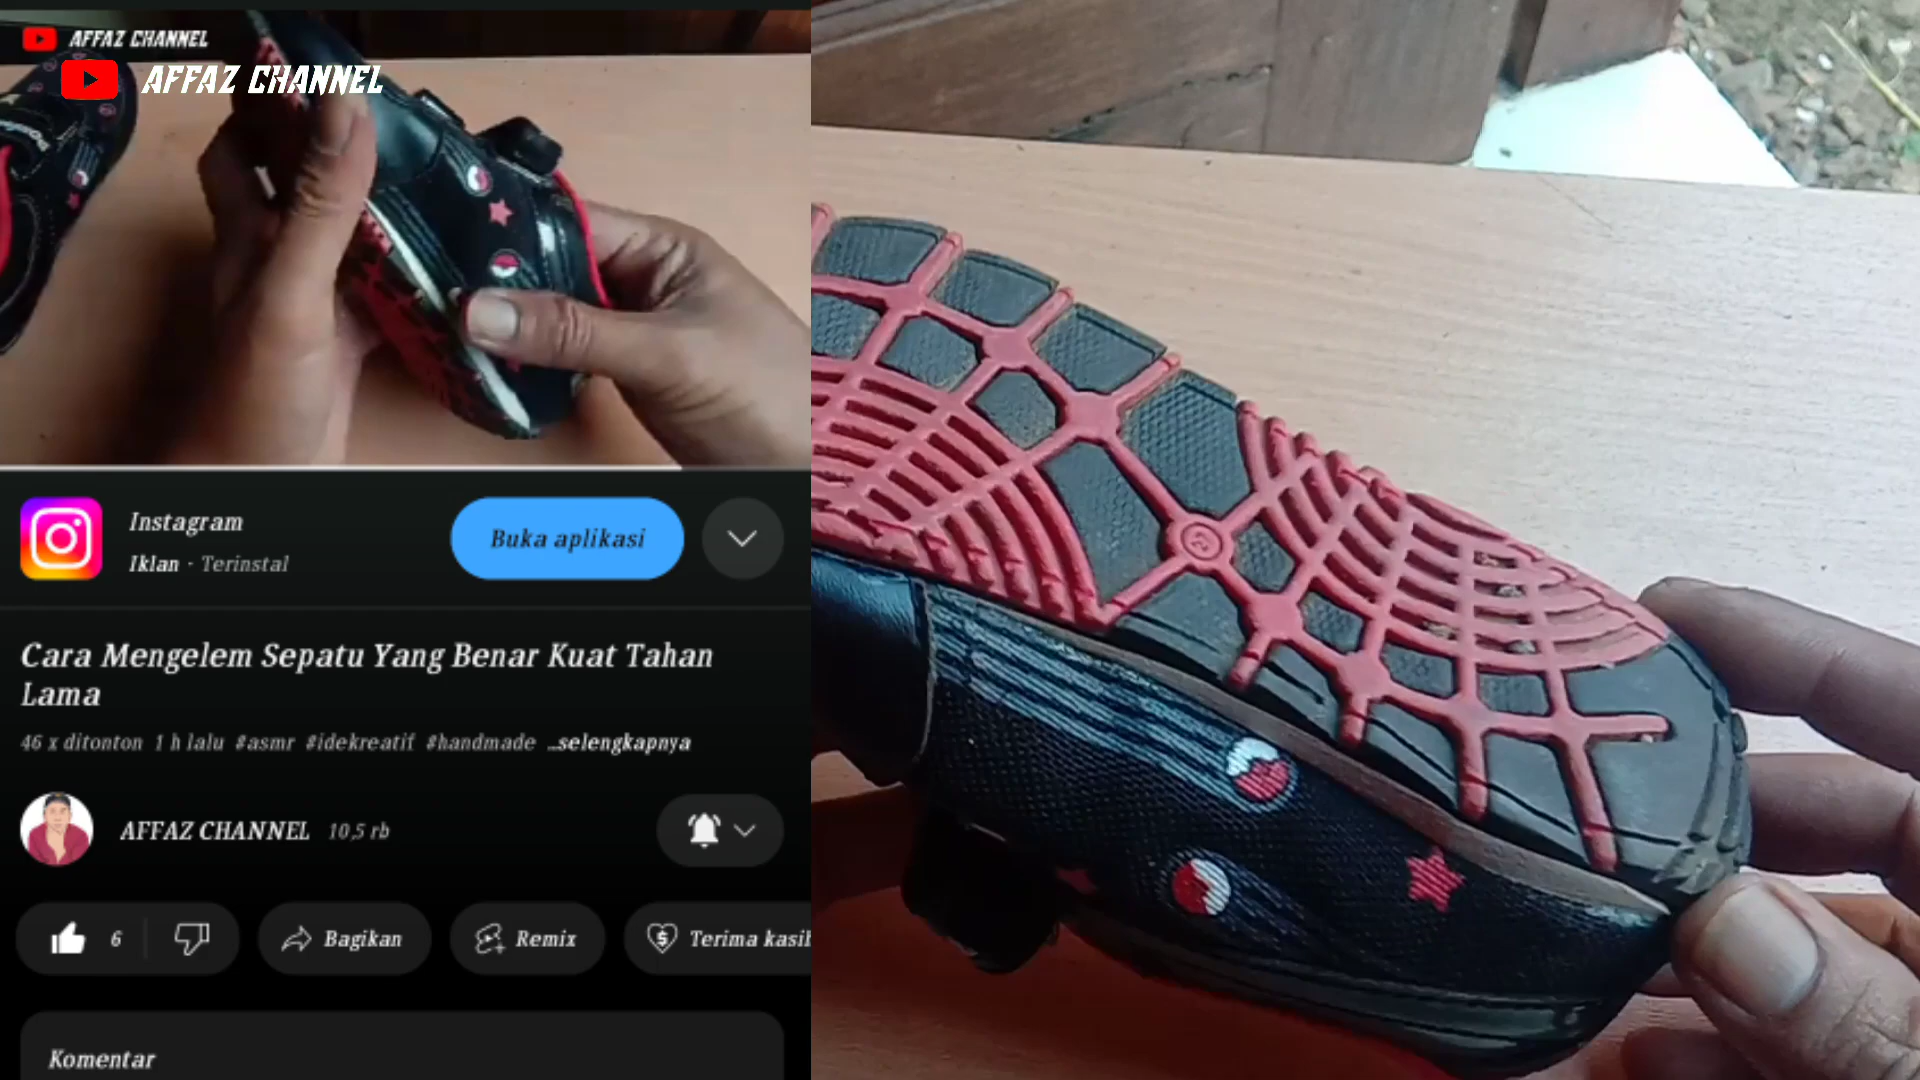 AFFAZ CHANNEL
AFFAZ CHANNEL
Instagram
Iklan · Terinstal
Buka aplikasi
Cara Mengelem Sepatu Yang Benar Kuat Tahan
Lama
46 x ditonton 1 h lalu #asmr #idekreatif #handmade ...selengkapnya
AFFAZ CHANNEL 10,5 rb
6
Bagikan
Remix
Terima kasih
Komentar